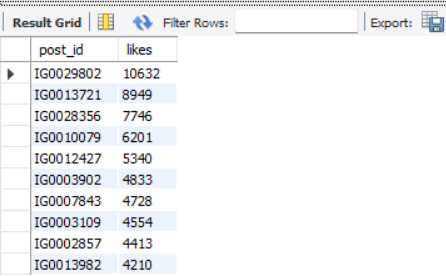 Result Grid Filter Rows: Export:
post_id likes
IG0029802 10632
IG0013721 8949
IG0028356 7746
IG0010079 6201
IG0012427 5340
IG0003902 4833
IG0007843 4728
IG0003109 4554
IG0002857 4413
IG0013982 4210